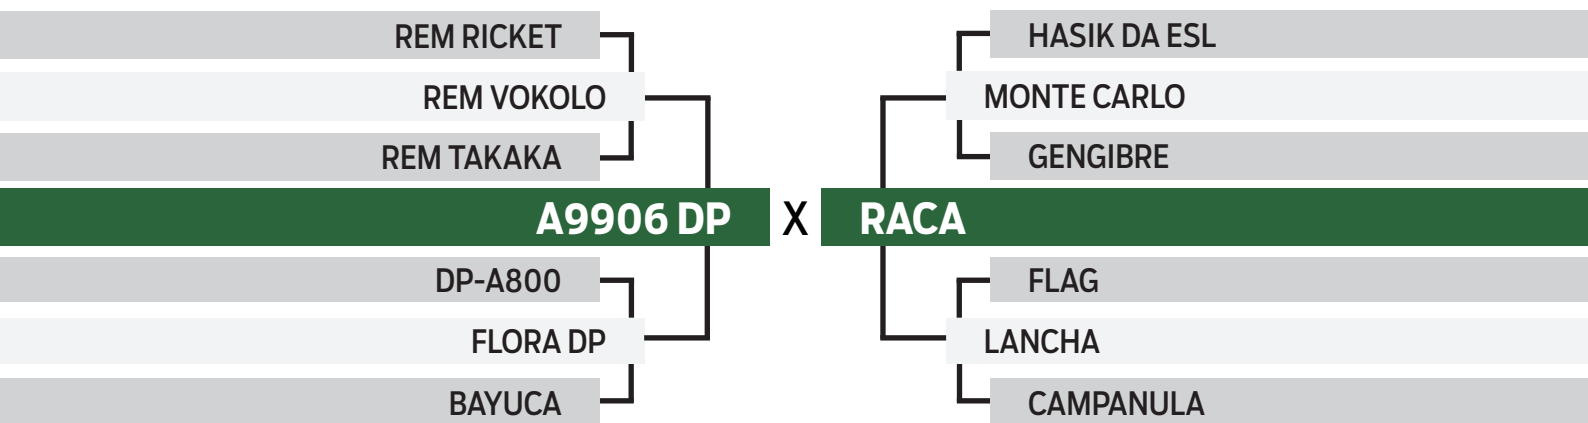 REM RICKET
REM VOKOLO
REM TAKAKA
A9906 DP X RACA
DP-A800
FLORA DP
BAYUCA
HASIK DA ESL
MONTE CARLO
GENGIBRE
FLAG
LANCHA
CAMPANULA